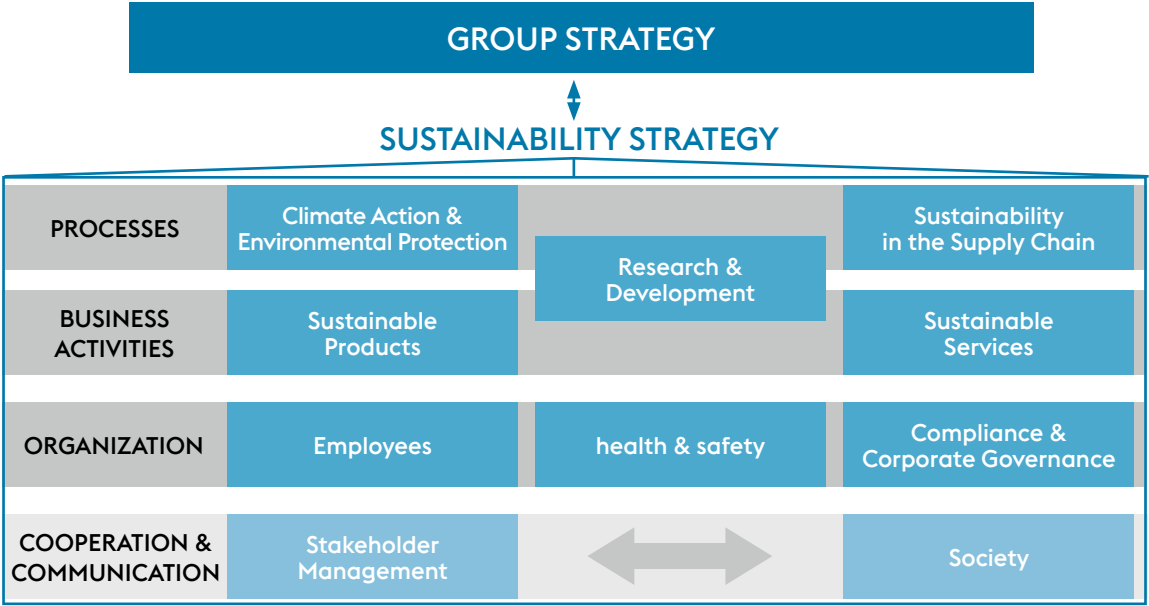 GROUP STRATEGY
SUSTAINABILITY STRATEGY
PROCESSES
Climate Action &
Environmental Protection
Research &
Development
Sustainability
in the Supply Chain
BUSINESS
ACTIVITIES
Sustainable
Products
Sustainable
Services
ORGANIZATION
Employees
health & safety
Compliance &
Corporate Governance
COOPERATION &
COMMUNICATION
Stakeholder
Management
Society